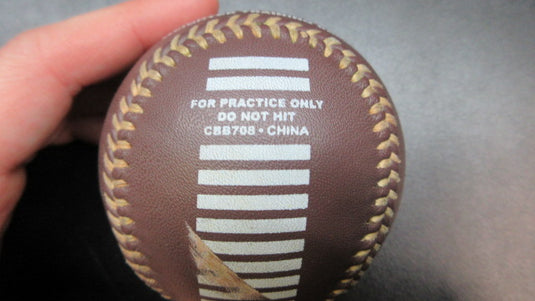 FOR PRACTICE ONLY
DO NOT HIT
CBB708 • CHINA